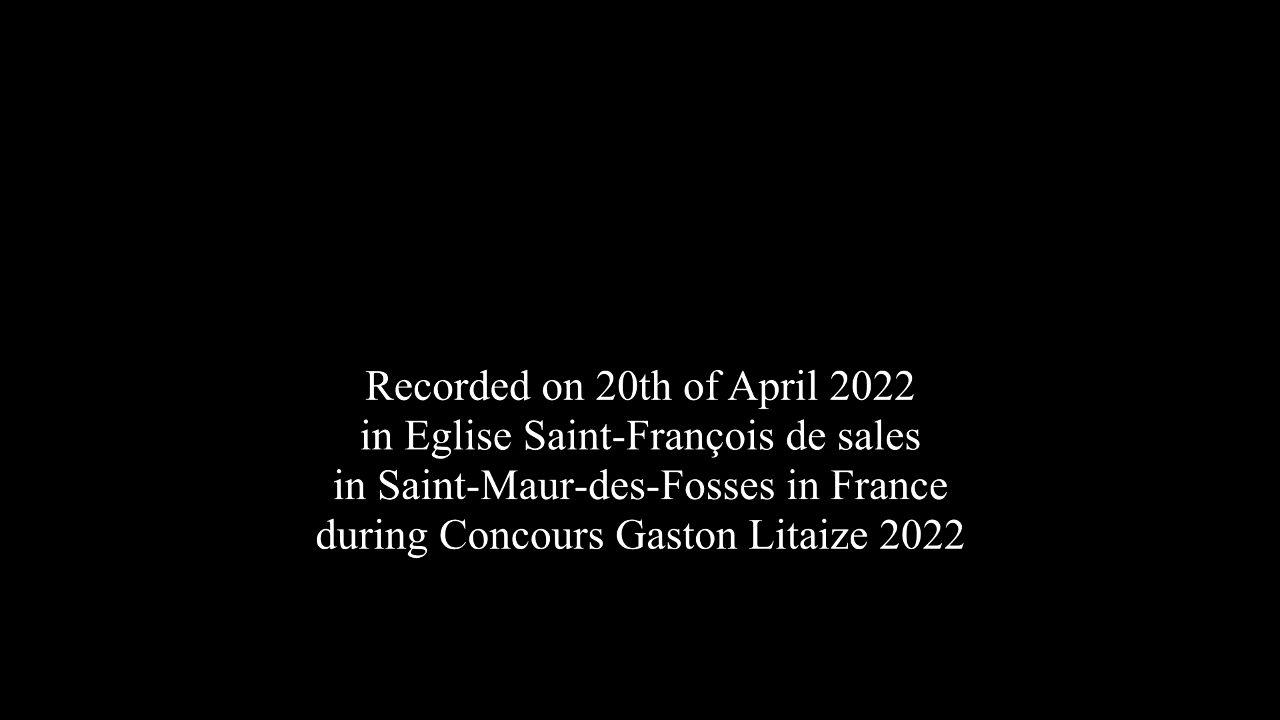 Recorded on 20th of April 2022
in Eglise Saint-François de sales
in Saint-Maur-des-Fosses in France
during Concours Gaston Litaize 2022